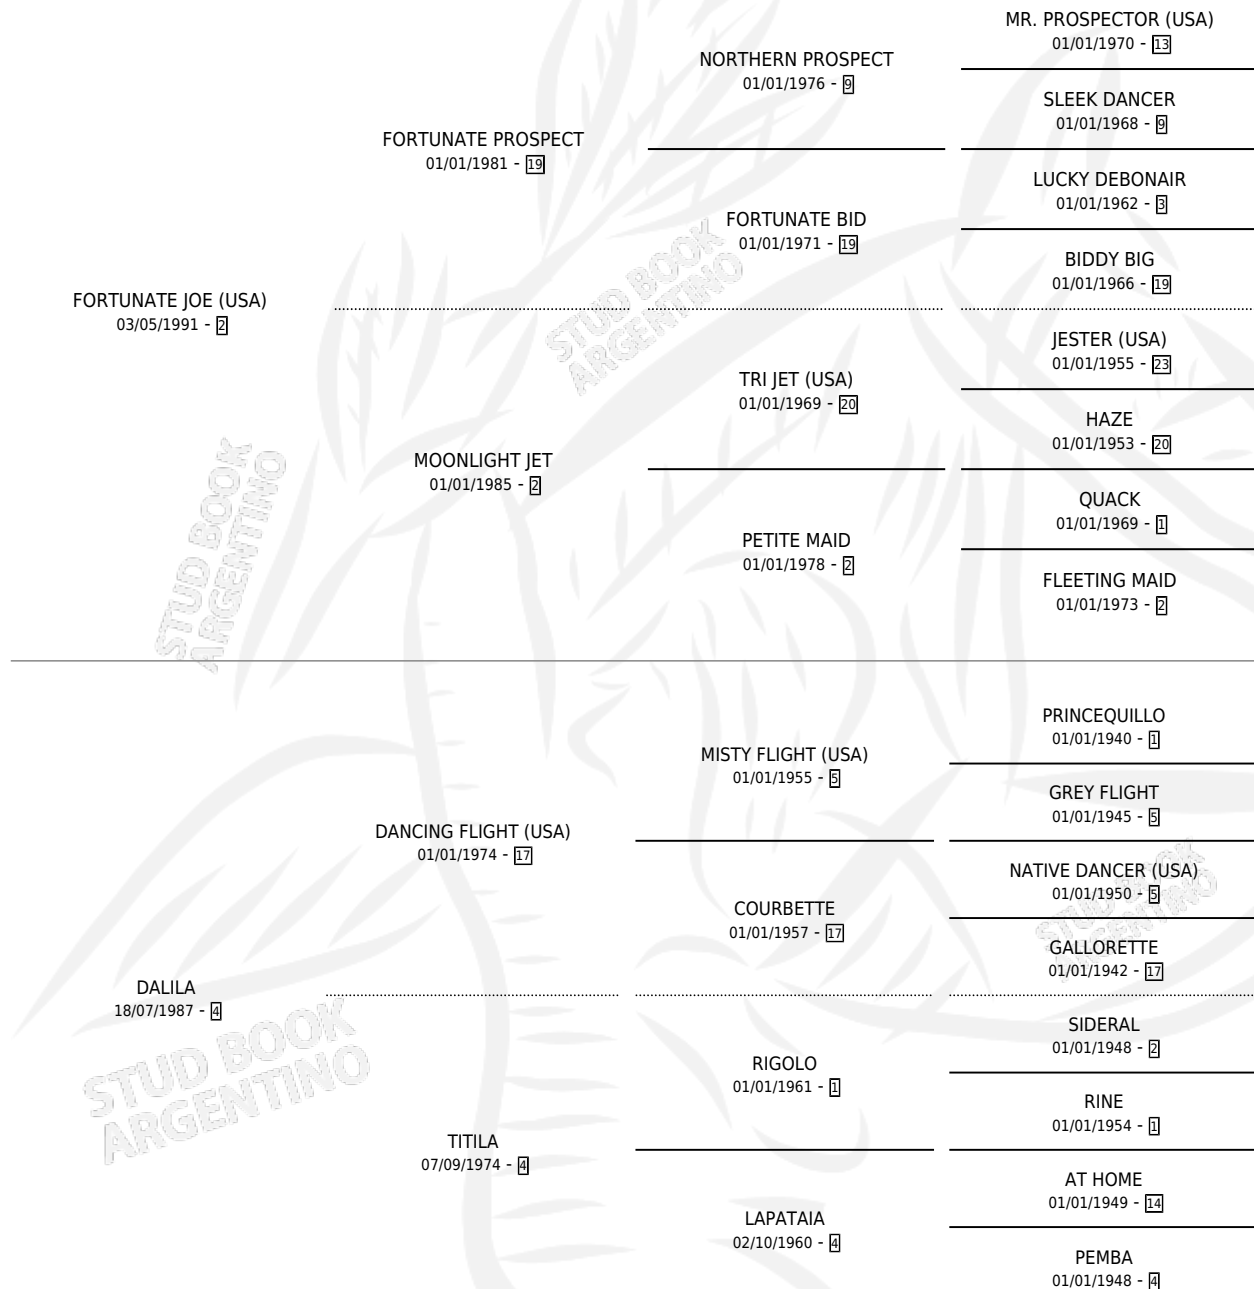 MR. PROSPECTOR (USA)
01/01/1970 - 13
NORTHERN PROSPECT
01/01/1976 - 9
SLEEK DANCER
01/01/1968 - 9
FORTUNATE PROSPECT
01/01/1981 - 19
LUCKY DEBONAIR
01/01/1962 - 3
FORTUNATE BID
01/01/1971 - 19
BIDDY BIG
01/01/1966 - 19
FORTUNATE JOE (USA)
03/05/1991 - 2
STUD BOOK
ARGENTINO
JESTER (USA)
01/01/1955 - 23
TRI JET (USA)
01/01/1969 - 20
HAZE
01/01/1953 - 20
MOONLIGHT JET
01/01/1985 - 2
QUACK
01/01/1969 - 1
PETITE MAID
01/01/1978 - 2
FLEETING MAID
01/01/1973 - 2
STUD BOOK
ARGENTINO
PRINCEQUILLO
01/01/1940 - 1
MISTY FLIGHT (USA)
01/01/1955 - 5
GREY FLIGHT
01/01/1945 - 5
DANCING FLIGHT (USA)
01/01/1974 - 17
NATIVE DANCER (USA)
01/01/1950 - 5
COURBETTE
01/01/1957 - 17
STUD BOOK
ARGENTINO
GALLORETTE
01/01/1942 - 17
DALILA
18/07/1987 - 4
STUD BOOK
ARGENTINO
SIDERAL
01/01/1948 - 2
RIGOLO
01/01/1961 - 1
RINE
01/01/1954 - 1
TITILA
07/09/1974 - 4
AT HOME
01/01/1949 - 14
LAPATAIA
02/10/1960 - 4
PEMBA
01/01/1948 - 4